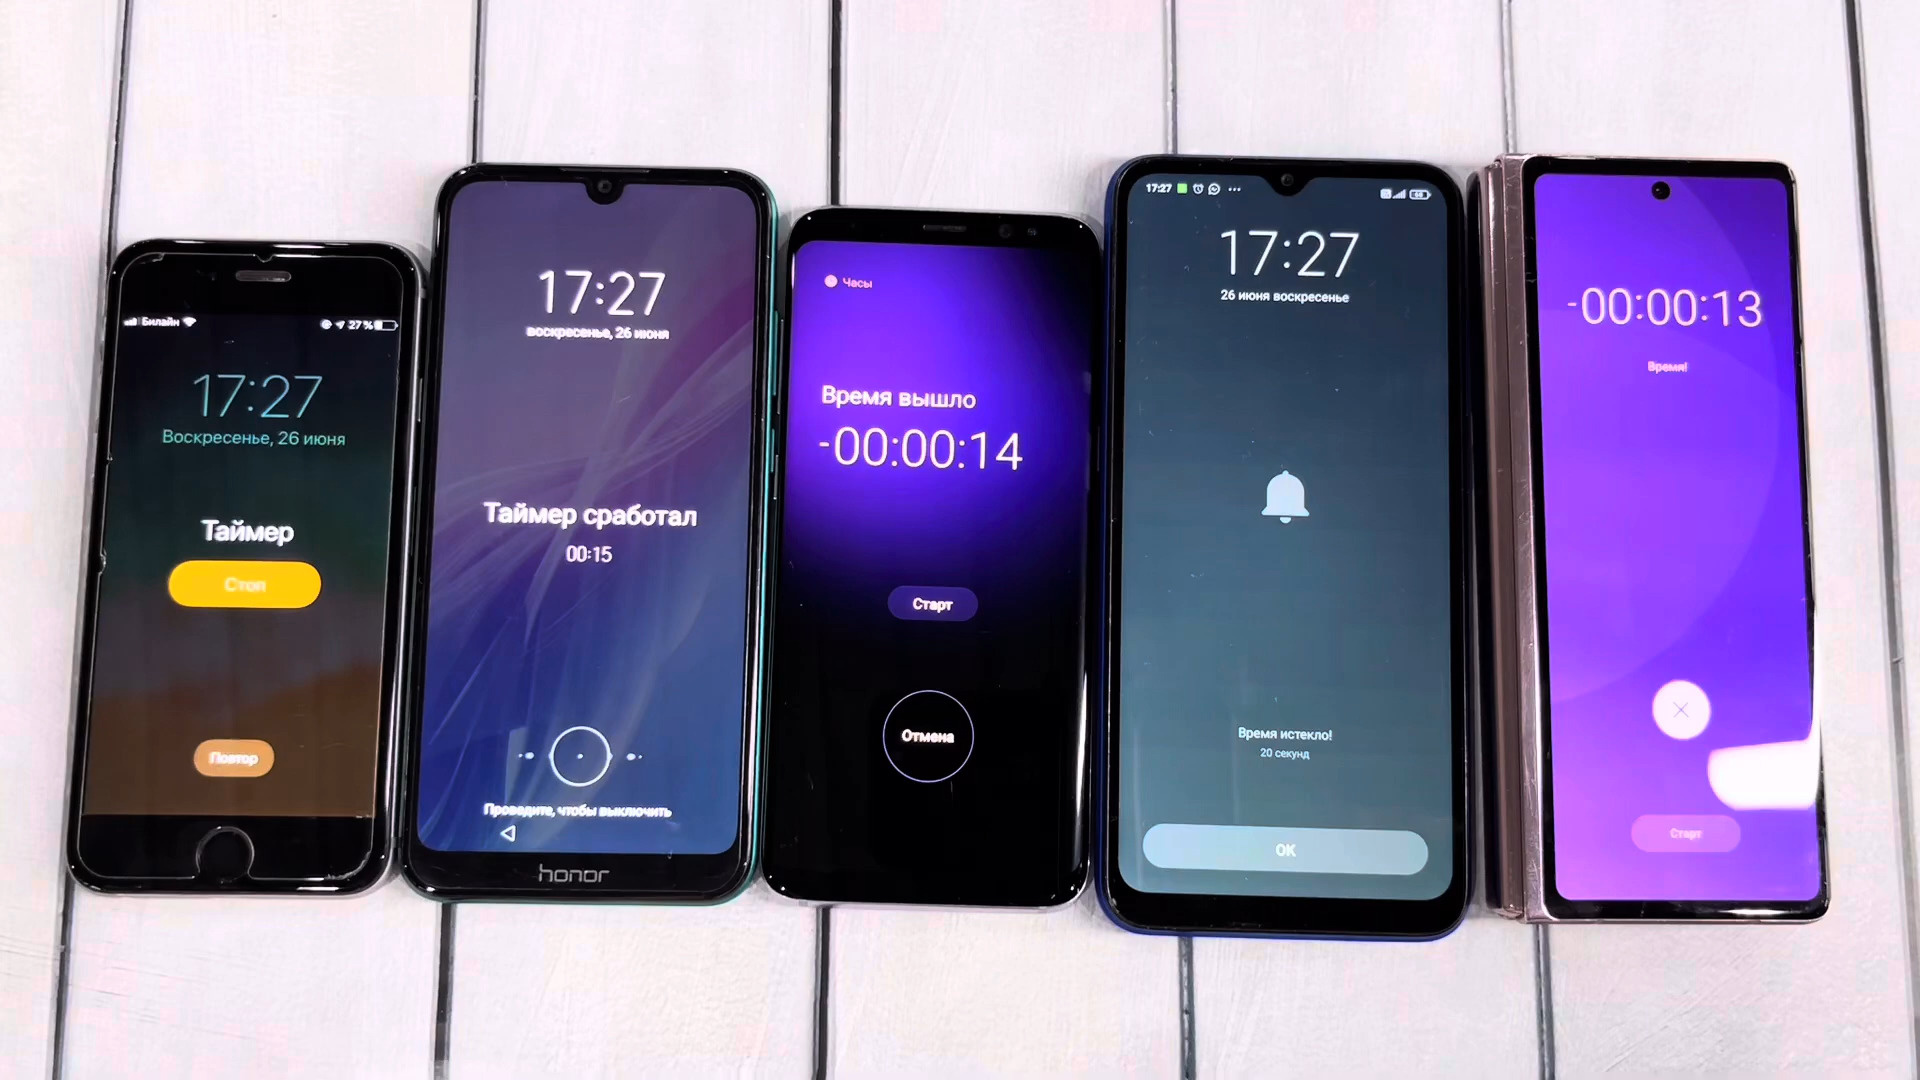 Билайн 27 %
17:27
Воскресенье, 26 июня
Таймер
Стоп
Повтор
17:27
воскресенье, 26 июня
Таймер сработал
00:15
Проведите, чтобы выключить
honor
Часы
Время вышло
-00:00:14
Старт
Отмена
17:27 68
17:27
26 июня воскресенье
Время истекло!
20 секунд
OK
-00:00:13
Время!
Старт